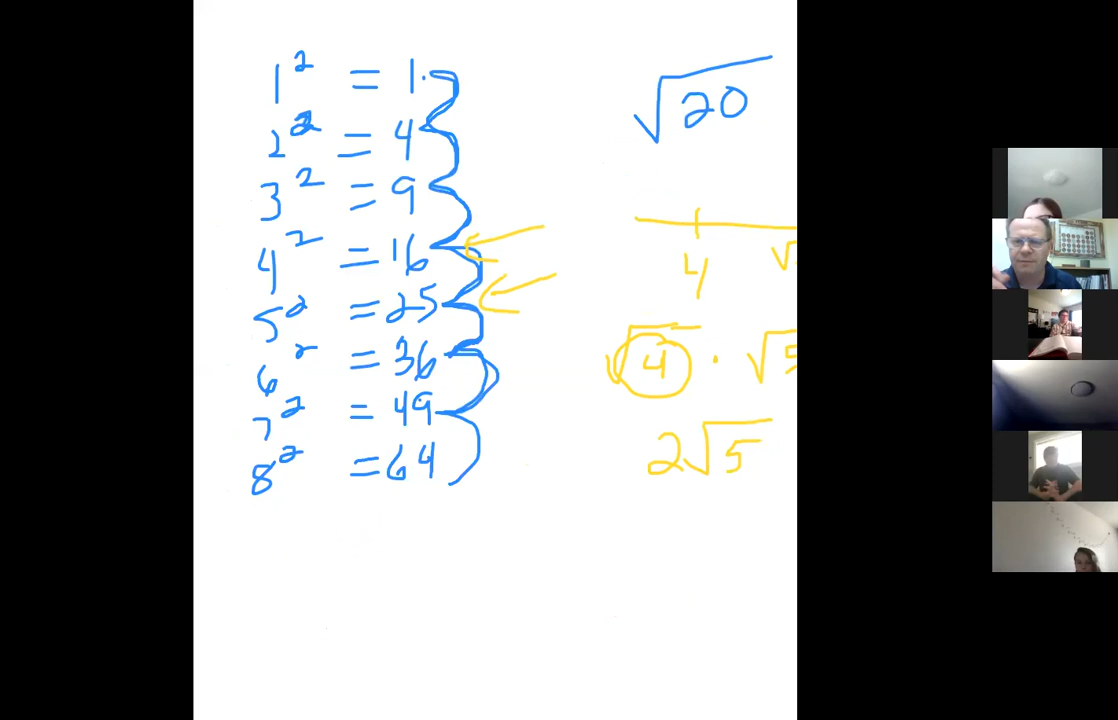 1² = 1.
2² = 4
3² = 9
4² = 16
5² = 25
6² = 36
7² = 49
8² = 64
√20
4 √
√4 · √5
2√5